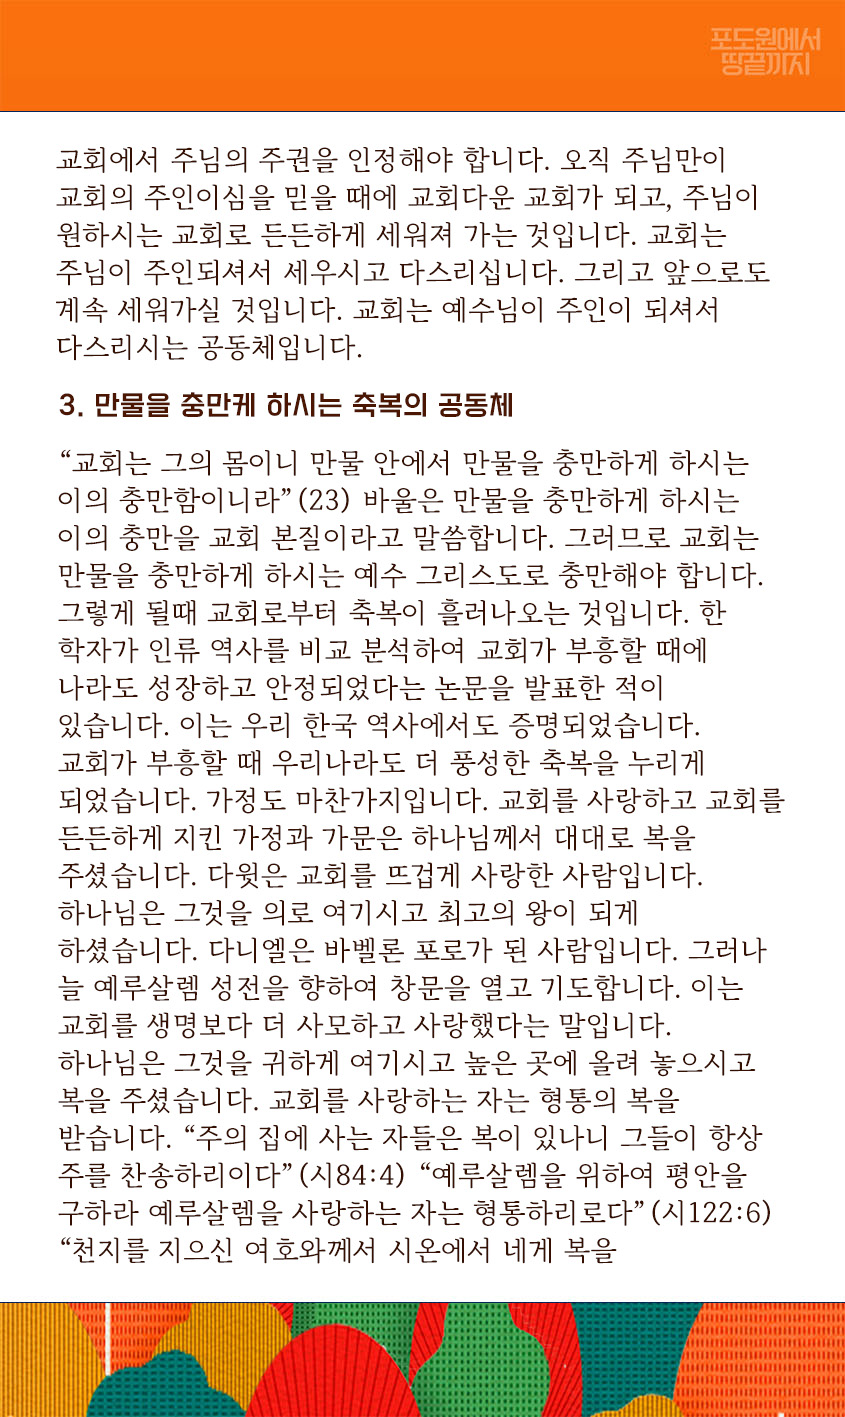 포도원에서
땅끝까지
교회에서 주님의 주권을 인정해야 합니다. 오직 주님만이
교회의 주인이심을 믿을 때에 교회다운 교회가 되고, 주님이
원하시는 교회로 든든하게 세워져 가는 것입니다. 교회는
주님이 주인되셔서 세우시고 다스리십니다. 그리고 앞으로도
계속 세워가실 것입니다. 교회는 예수님이 주인이 되셔서
다스리시는 공동체입니다.
3. 만물을 충만케 하시는 축복의 공동체
“교회는 그의 몸이니 만물 안에서 만물을 충만하게 하시는
이의 충만함이니라”(23) 바울은 만물을 충만하게 하시는
이의 충만을 교회 본질이라고 말씀합니다. 그러므로 교회는
만물을 충만하게 하시는 예수 그리스도로 충만해야 합니다.
그렇게 될때 교회로부터 축복이 흘러나오는 것입니다. 한
학자가 인류 역사를 비교 분석하여 교회가 부흥할 때에
나라도 성장하고 안정되었다는 논문을 발표한 적이
있습니다. 이는 우리 한국 역사에서도 증명되었습니다.
교회가 부흥할 때 우리나라도 더 풍성한 축복을 누리게
되었습니다. 가정도 마찬가지입니다. 교회를 사랑하고 교회를
든든하게 지킨 가정과 가문은 하나님께서 대대로 복을
주셨습니다. 다윗은 교회를 뜨겁게 사랑한 사람입니다.
하나님은 그것을 의로 여기시고 최고의 왕이 되게
하셨습니다. 다니엘은 바벨론 포로가 된 사람입니다. 그러나
늘 예루살렘 성전을 향하여 창문을 열고 기도합니다. 이는
교회를 생명보다 더 사모하고 사랑했다는 말입니다.
하나님은 그것을 귀하게 여기시고 높은 곳에 올려 놓으시고
복을 주셨습니다. 교회를 사랑하는 자는 형통의 복을
받습니다. “주의 집에 사는 자들은 복이 있나니 그들이 항상
주를 찬송하리이다”(시84:4) “예루살렘을 위하여 평안을
구하라 예루살렘을 사랑하는 자는 형통하리로다”(시122:6)
“천지를 지으신 여호와께서 시온에서 네게 복을